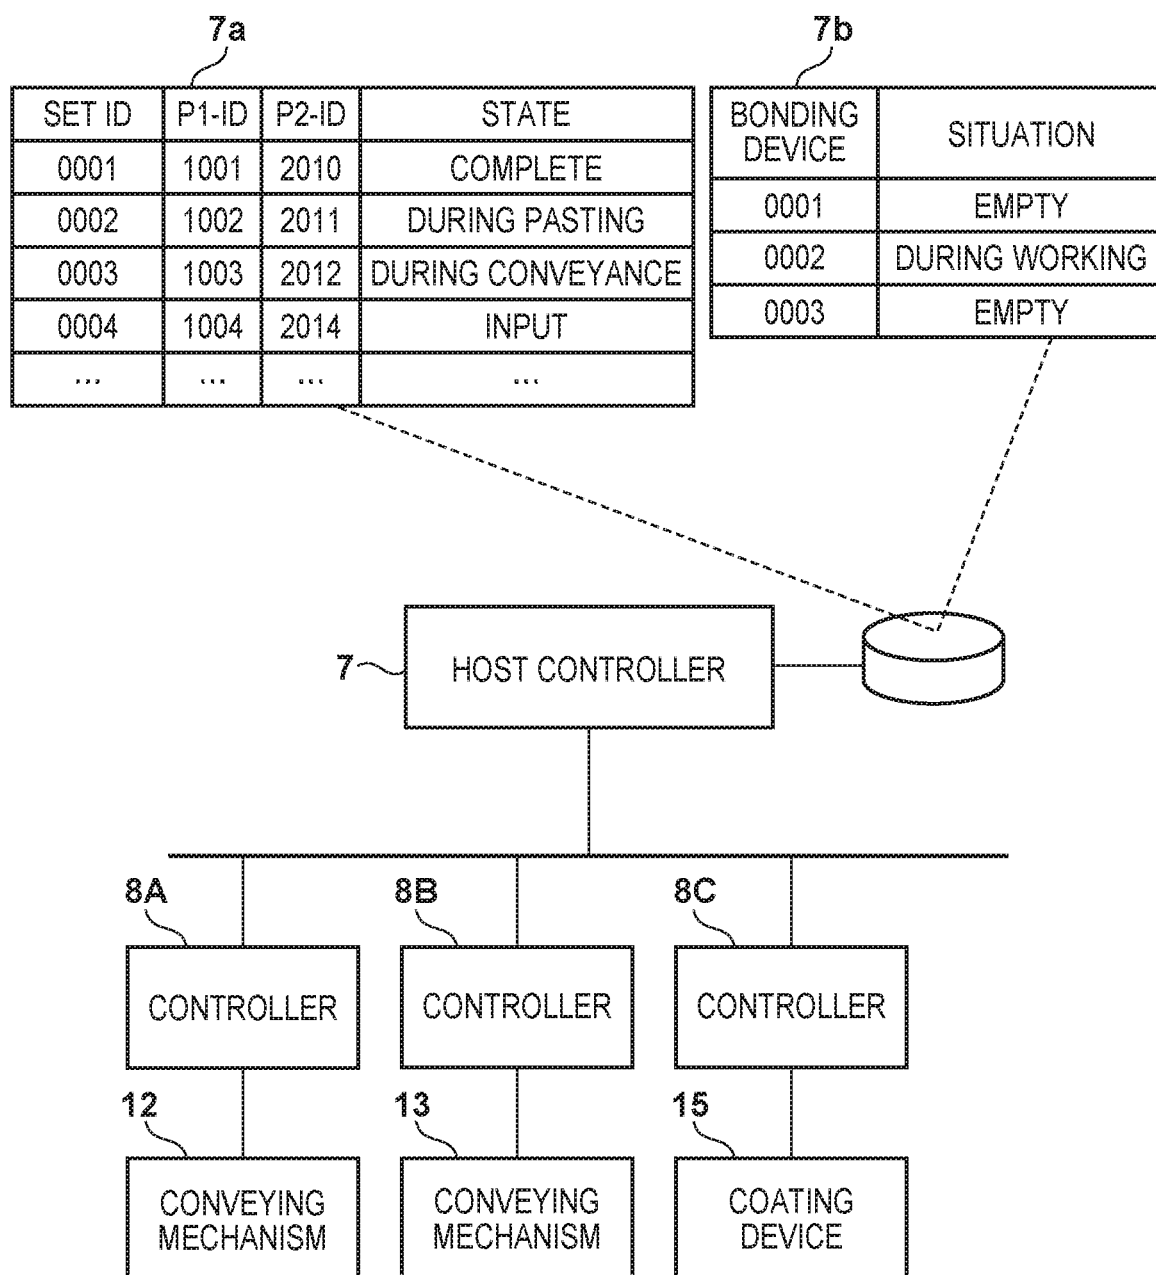 7a
7b
SET ID P1-ID P2-ID STATE
0001 1001 2010 COMPLETE
0002 1002 2011 DURING PASTING
0003 1003 2012 DURING CONVEYANCE
0004 1004 2014 INPUT
... ... ... ...
BONDING
DEVICE
SITUATION
0001 EMPTY
0002 DURING WORKING
0003 EMPTY
7
HOST CONTROLLER
8A
8B
8C
CONTROLLER
CONTROLLER
CONTROLLER
12
13
15
CONVEYING
MECHANISM
CONVEYING
MECHANISM
COATING
DEVICE